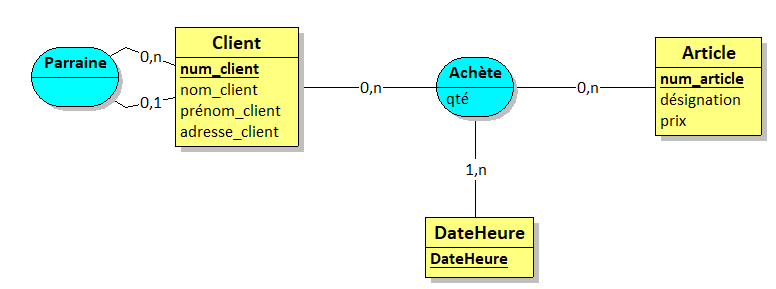 Parraine
0,n
0,1
Client
num_client
nom_client
prénom_client
adresse_client
0,n
Achète
qté
0,n
Article
num_article
désignation
prix
1,n
DateHeure
DateHeure